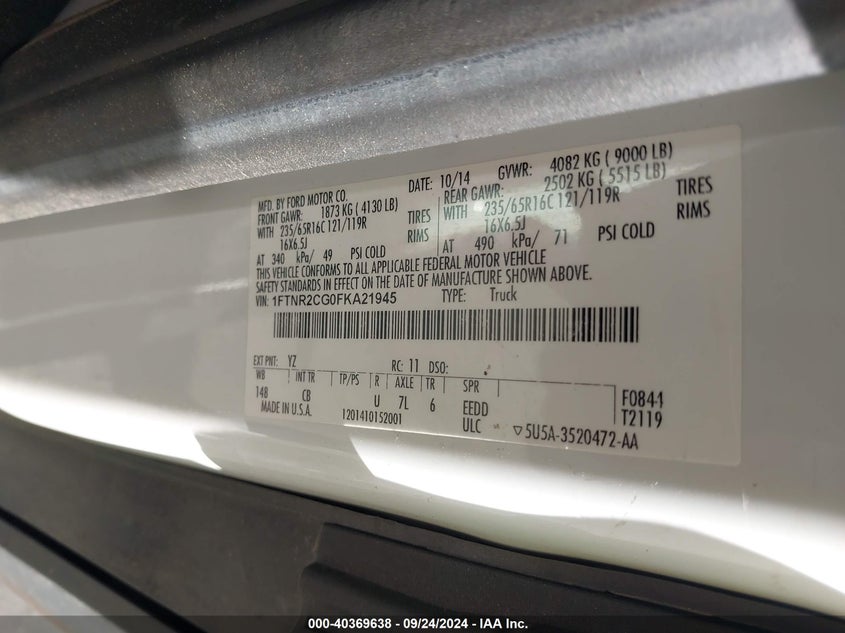 MFD. BY FORD MOTOR CO. DATE: 10/14 GVWR: 4082 KG ( 9000 LB)
FRONT GAWR: 1873 KG ( 4130 LB) REAR GAWR: 2502 KG ( 5515 LB)
WITH 235/65R16C 121/119R TIRES WITH 235/65R16C 121/119R TIRES
16X6.5J RIMS 16X6.5J RIMS
AT 340 kPa/ 49 PSI COLD AT 490 kPa/ 71 PSI COLD
THIS VEHICLE CONFORMS TO ALL APPLICABLE FEDERAL MOTOR VEHICLE
SAFETY STANDARDS IN EFFECT ON THE DATE OF MANUFACTURE SHOWN ABOVE.
VIN: 1FTNR2CG0FKA21945 TYPE: Truck
EXT PNT: YZ RC: 11 DSO:
WB INT TR TP/PS R AXLE TR SPR
148 CB U 7L 6 EEDD F0844
MADE IN U.S.A. 1201410152001 ULC T2119
▽5U5A-3520472-AA
000-40369638 - 09/24/2024 - IAA Inc.